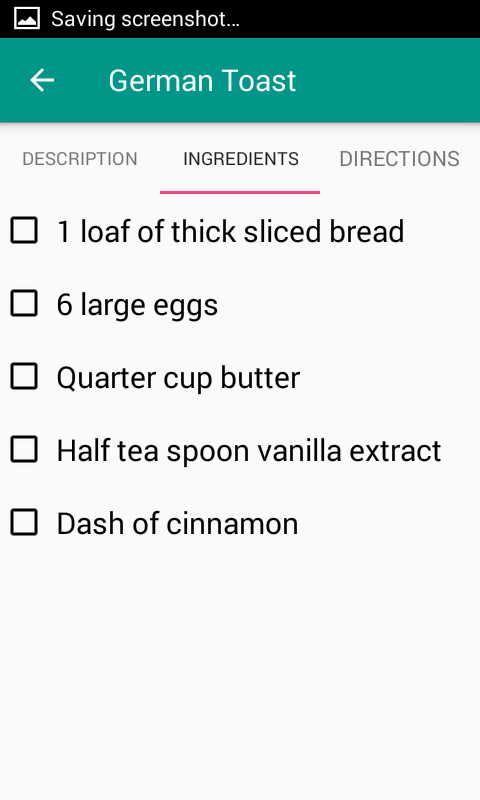 Saving screenshot...
German Toast
DESCRIPTION INGREDIENTS DIRECTIONS
1 loaf of thick sliced bread
6 large eggs
Quarter cup butter
Half tea spoon vanilla extract
Dash of cinnamon